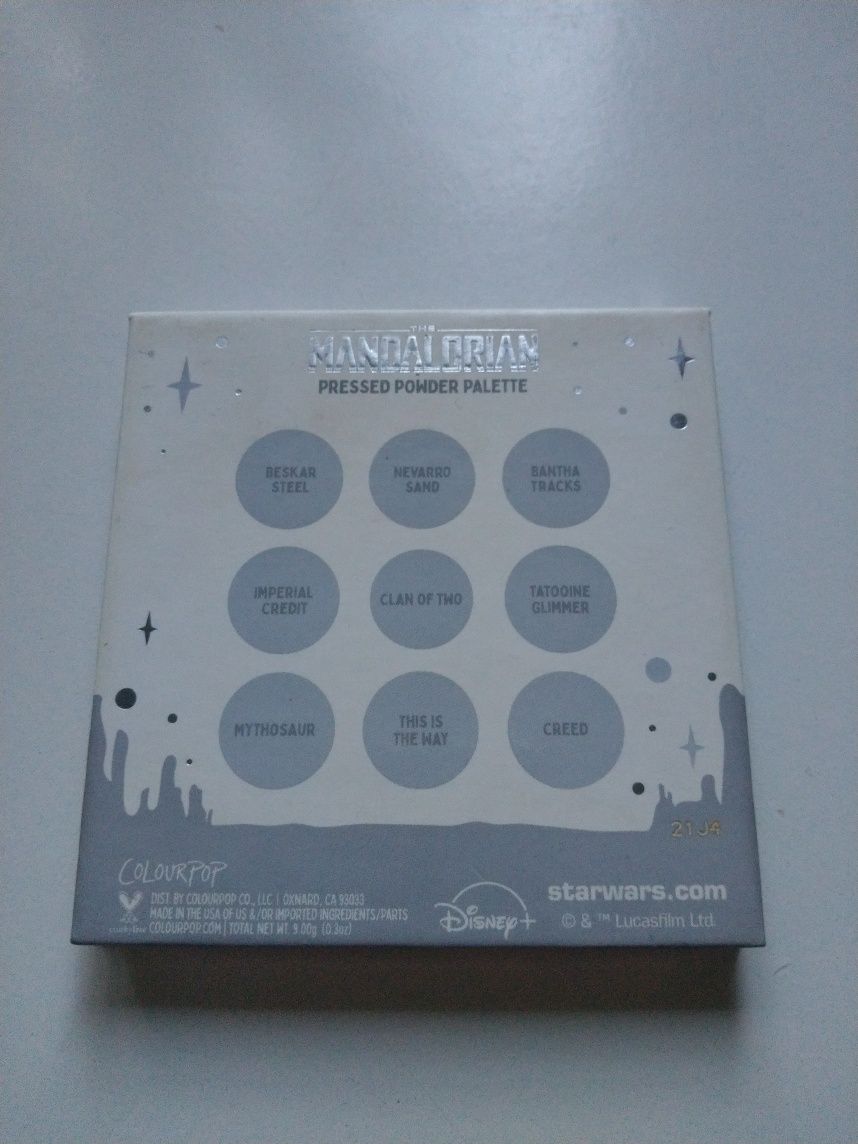 THE
MANDALORIAN
PRESSED POWDER PALETTE
BESKAR
STEEL
NEVARRO
SAND
BANTHA
TRACKS
IMPERIAL
CREDIT
CLAN OF TWO
TATOOINE
GLIMMER
MYTHOSAUR
THIS IS
THE WAY
CREED
21J4
COLOURPOP
DIST. BY COLOURPOP CO., LLC | OXNARD, CA 93033
MADE IN THE USA OF US & /OR IMPORTED INGREDIENTS/PARTS
COLOURPOP.COM | TOTAL NET WT. 9.00g (0.3oz)
Disney+
starwars.com
© & ™ Lucasfilm Ltd.